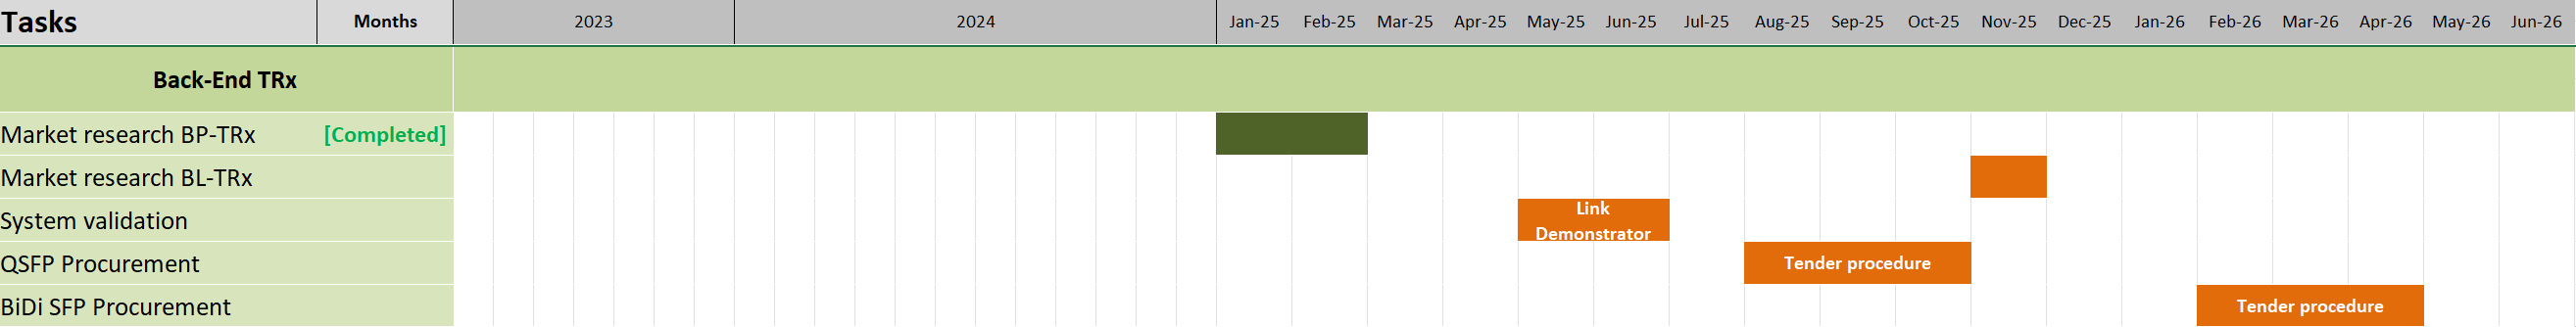 Tasks Months 2023 2024 Jan-25 Feb-25 Mar-25 Apr-25 May-25 Jun-25 Jul-25 Aug-25 Sep-25 Oct-25 Nov-25 Dec-25 Jan-26 Feb-26 Mar-26 Apr-26 May-26 Jun-26
Back-End TRx
Market research BP-TRx [Completed]
Market research BL-TRx
System validation
Link
Demonstrator
QSFP Procurement Tender procedure
BiDi SFP Procurement Tender procedure